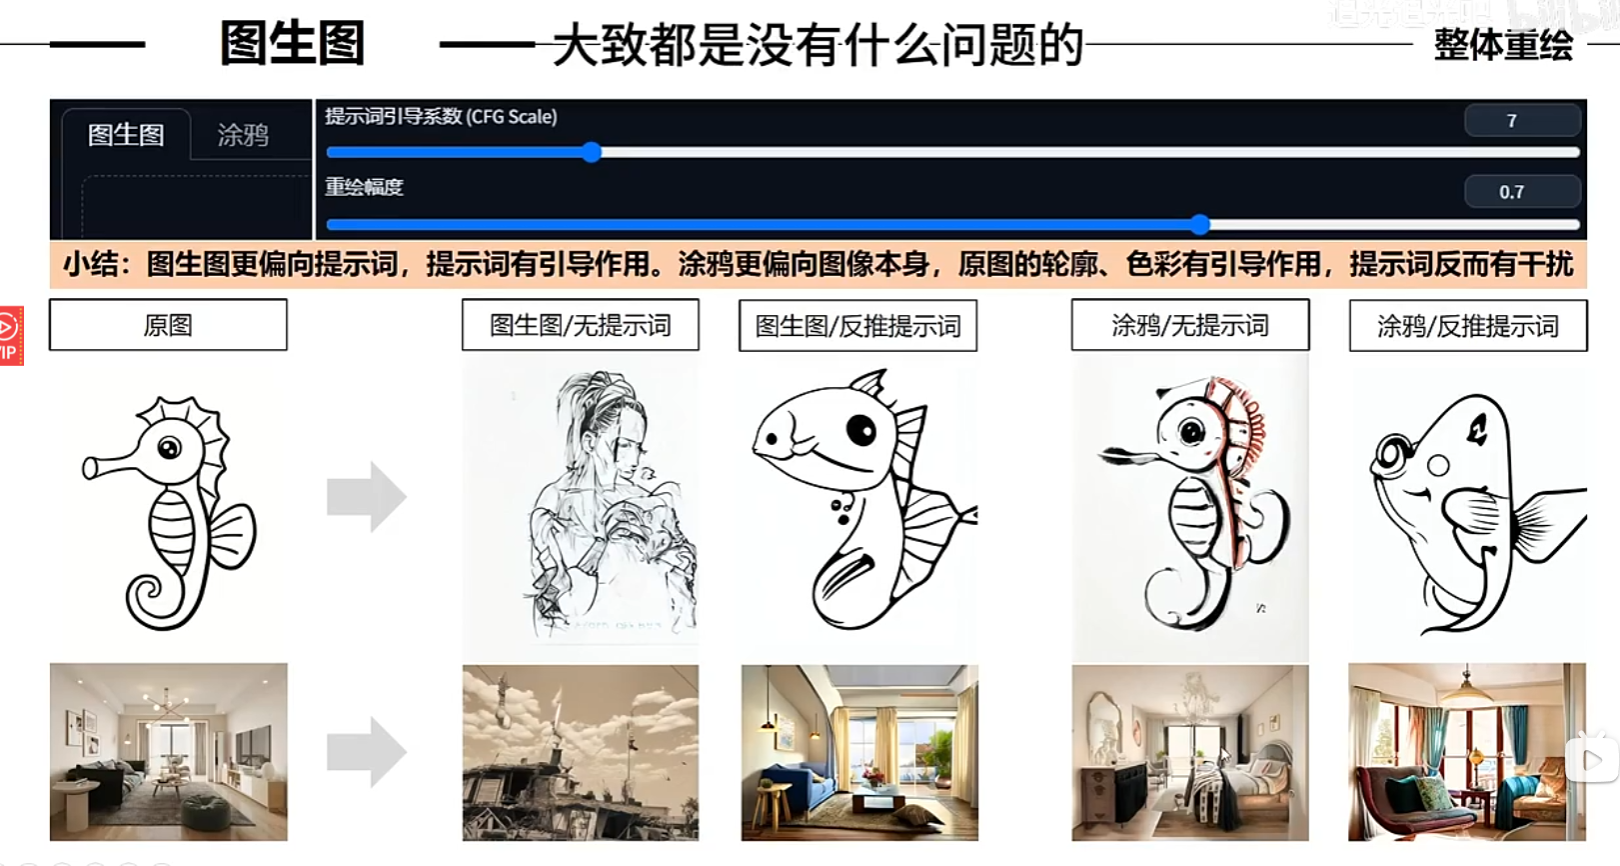 图生图
大致都是没有什么问题的
整体重绘
图生图
涂鸦
提示词引导系数 (CFG Scale)
7
重绘幅度
0.7
小结：图生图更偏向提示词，提示词有引导作用。涂鸦更偏向图像本身，原图的轮廓、色彩有引导作用，提示词反而有干扰
原图
图生图/无提示词
图生图/反推提示词
涂鸦/无提示词
涂鸦/反推提示词
VIP
bilibili